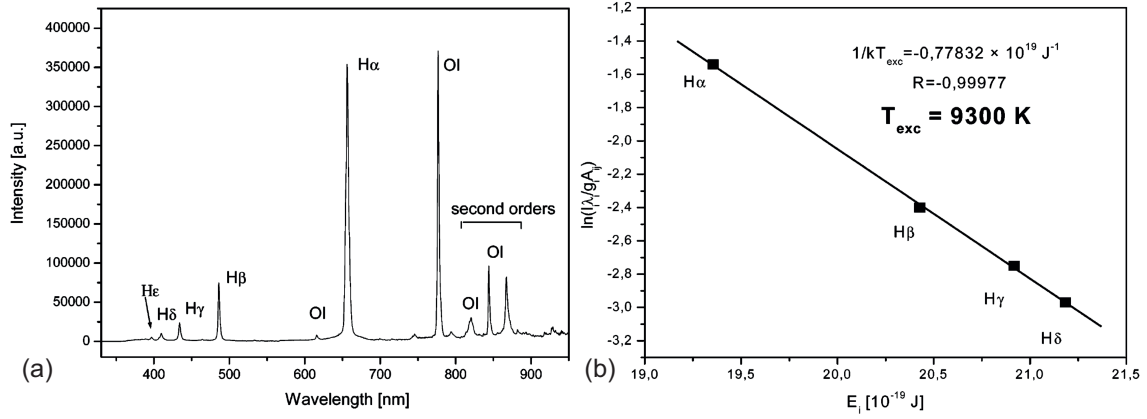 400000
350000
300000
250000
200000
150000
100000
50000
0
Intensity [a.u.]
Hε
Hδ
Hγ
Hβ
OI
Hα
OI
second orders
OI
OI
400 500 600 700 800 900
Wavelength [nm]
(a)
-1,2
-1,4
-1,6
-1,8
-2,0
-2,2
-2,4
-2,6
-2,8
-3,0
-3,2
ln(I_iλ_i/g_iA_ij)
1/kT_exc=-0,77832 × 10^19 J^-1
R=-0,99977
T_exc = 9300 K
Hα
Hβ
Hγ
Hδ
19,0 19,5 20,0 20,5 21,0 21,5
E_i [10^-19 J]
(b)